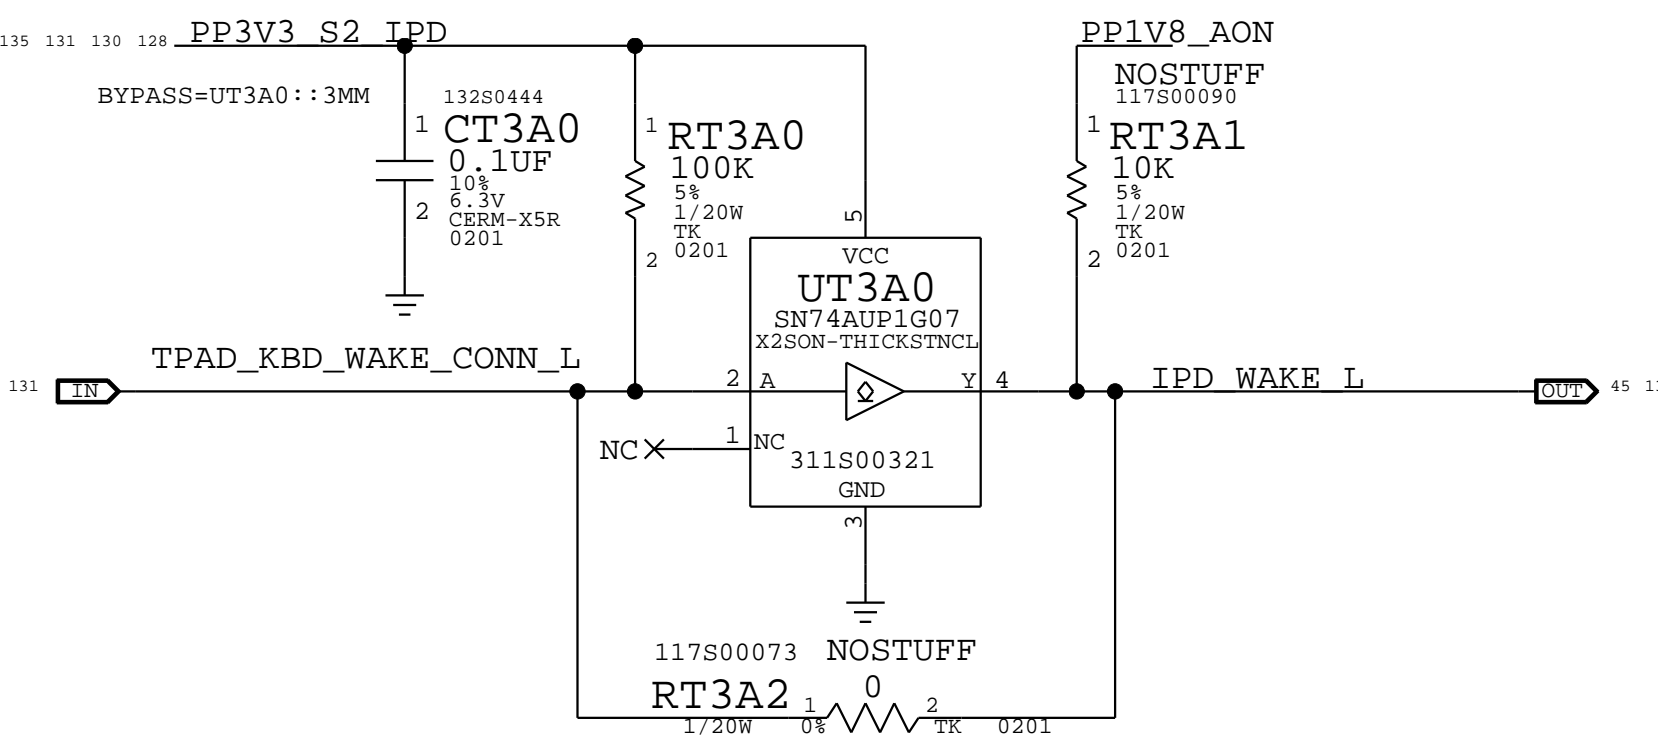 135 131 130 128 PP3V3_S2_IPD
BYPASS=UT3A0::3MM
132S0444
1 CT3A0
0.1UF
10%
6.3V
2 CERM-X5R
0201
1 RT3A0
100K
5%
1/20W
TK
2 0201
PP1V8_AON
NOSTUFF
117S00090
1 RT3A1
10K
5%
1/20W
TK
2 0201
5
VCC
UT3A0
SN74AUP1G07
X2SON-THICKSTNCL
TPAD_KBD_WAKE_CONN_L
131 IN
2 A
Y 4
IPD_WAKE_L
OUT 45
NC
1 NC
311S00321
GND
3
117S00073 NOSTUFF
0
RT3A2 1 2
1/20W 0% TK 0201